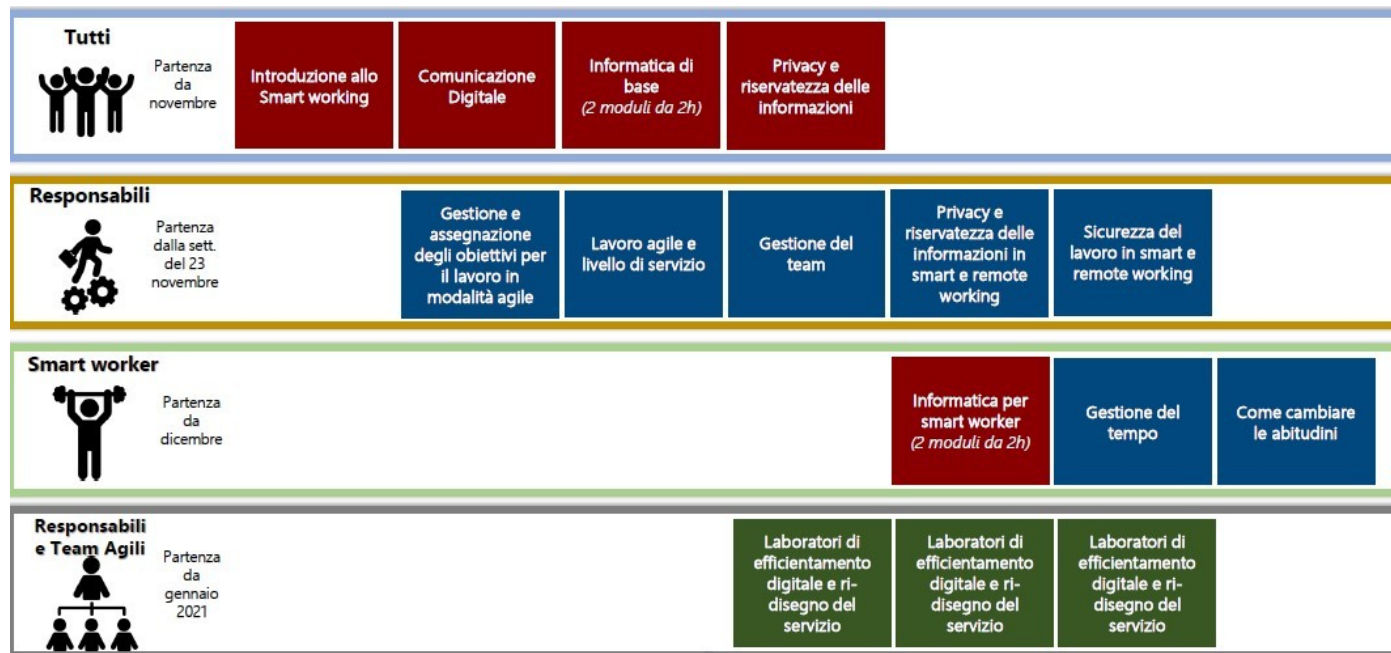 Tutti
Partenza
da
novembre
Introduzione allo
Smart working
Comunicazione
Digitale
Informatica di
base
(2 moduli da 2h)
Privacy e
riservatezza delle
informazioni
Responsabili
Partenza
dalla sett.
del 23
novembre
Gestione e
assegnazione
degli obiettivi per
il lavoro in
modalità agile
Lavoro agile e
livello di servizio
Gestione del
team
Privacy e
riservatezza delle
informazioni in
smart e remote
working
Sicurezza del
lavoro in smart e
remote working
Smart worker
Partenza
da
dicembre
Informatica per
smart worker
(2 moduli da 2h)
Gestione del
tempo
Come cambiare
le abitudini
Responsabili
e Team Agili
Partenza
da
gennaio
2021
Laboratori di
efficientamento
digitale e ri-
disegno del
servizio
Laboratori di
efficientamento
digitale e ri-
disegno del
servizio
Laboratori di
efficientamento
digitale e ri-
disegno del
servizio